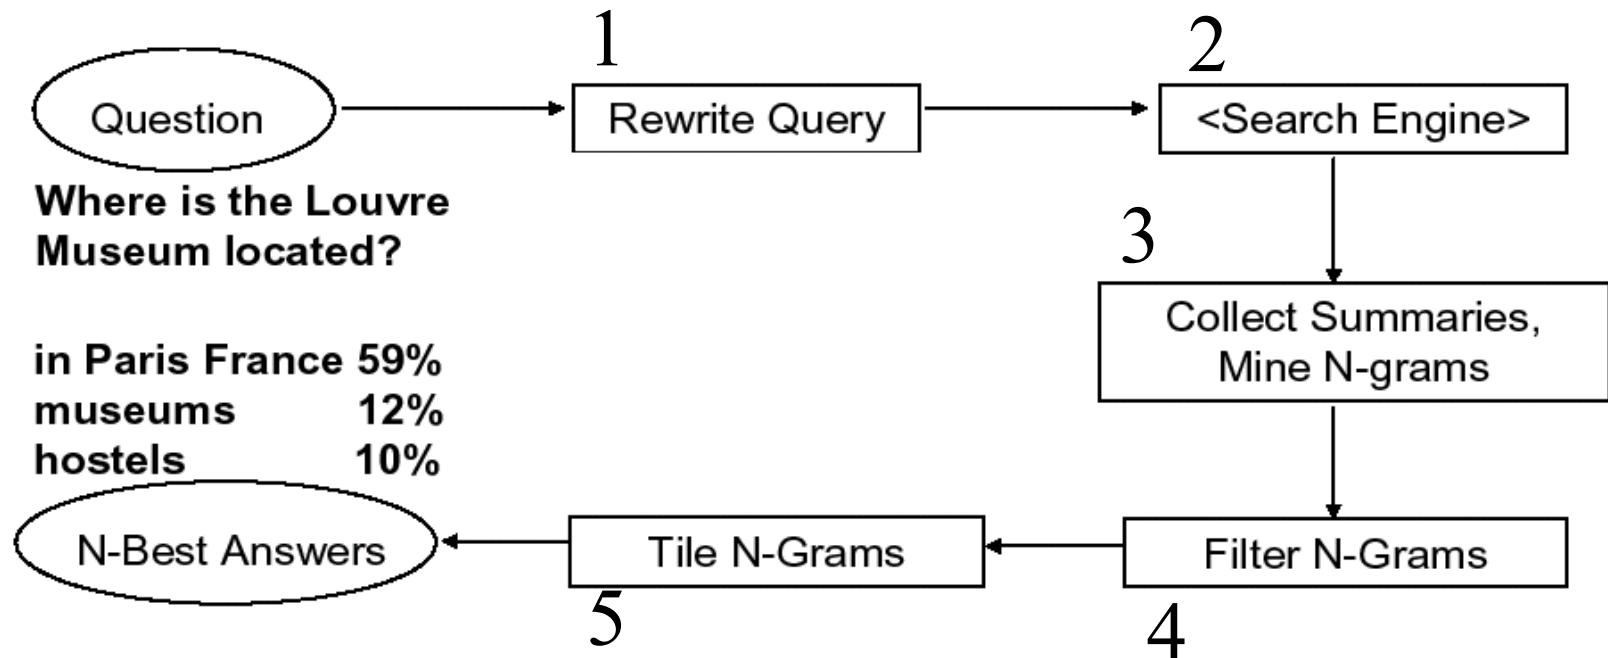 1
2
Question
Rewrite Query
<Search Engine>
Where is the Louvre
Museum located?
3
Collect Summaries,
Mine N-grams
in Paris France 59%
museums 12%
hostels 10%
N-Best Answers
Tile N-Grams
Filter N-Grams
5
4